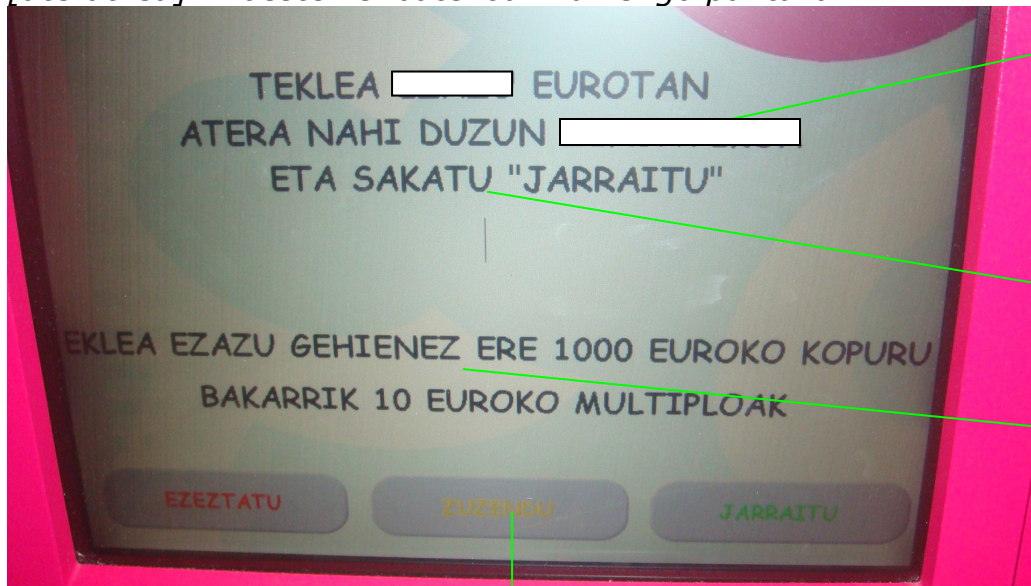 TEKLEA EUROTAN
ATERA NAHI DUZUN
ETA SAKATU "JARRAITU"
EKLEA EZAZU GEHIENEZ ERE 1000 EUROKO KOPURU
BAKARRIK 10 EUROKO MULTIPLOAK
EZEZTATU ZUZENDU JARRAITU